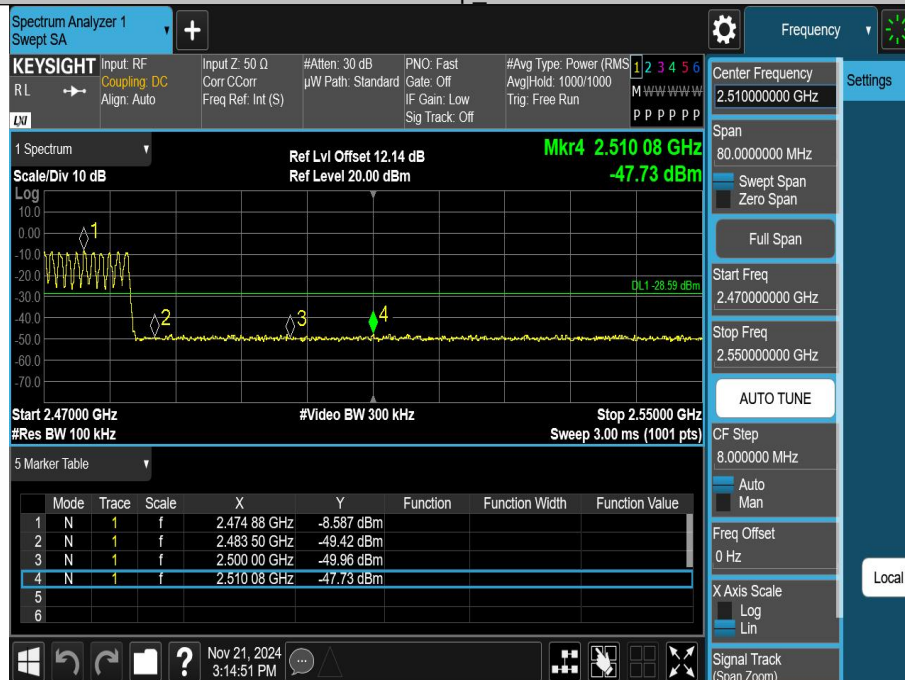 Spectrum Analyzer 1
Swept SA
+
Frequency
KEYSIGHT
RL
LXI
Input: RF
Coupling: DC
Align: Auto
Input Z: 50 Ω
Corr CCorr
Freq Ref: Int (S)
#Atten: 30 dB
µW Path: Standard
PNO: Fast
Gate: Off
IF Gain: Low
Sig Track: Off
#Avg Type: Power (RMS
Avg|Hold: 1000/1000
Trig: Free Run
1 2 3 4 5 6
M W W W W W
P P P P P P
1 Spectrum
Scale/Div 10 dB
Ref Lvl Offset 12.14 dB
Ref Level 20.00 dBm
Mkr4 2.510 08 GHz
-47.73 dBm
Log
10.0
0.00
-10.0
-20.0
-30.0
-40.0
-50.0
-60.0
-70.0
1
2
3
4
DL1 -28.59 dBm
Start 2.47000 GHz
#Video BW 300 kHz
Stop 2.55000 GHz
#Res BW 100 kHz
Sweep 3.00 ms (1001 pts)
5 Marker Table
Mode Trace Scale X Y Function Function Width Function Value
1 N 1 f 2.474 88 GHz -8.587 dBm
2 N 1 f 2.483 50 GHz -49.42 dBm
3 N 1 f 2.500 00 GHz -49.96 dBm
4 N 1 f 2.510 08 GHz -47.73 dBm
5
6
?
Nov 21, 2024
3:14:51 PM
Center Frequency
2.510000000 GHz
Settings
Span
80.0000000 MHz
Swept Span
Zero Span
Full Span
Start Freq
2.470000000 GHz
Stop Freq
2.550000000 GHz
AUTO TUNE
CF Step
8.000000 MHz
Auto
Man
Freq Offset
0 Hz
Local
X Axis Scale
Log
Lin
Signal Track
(Span Zoom)